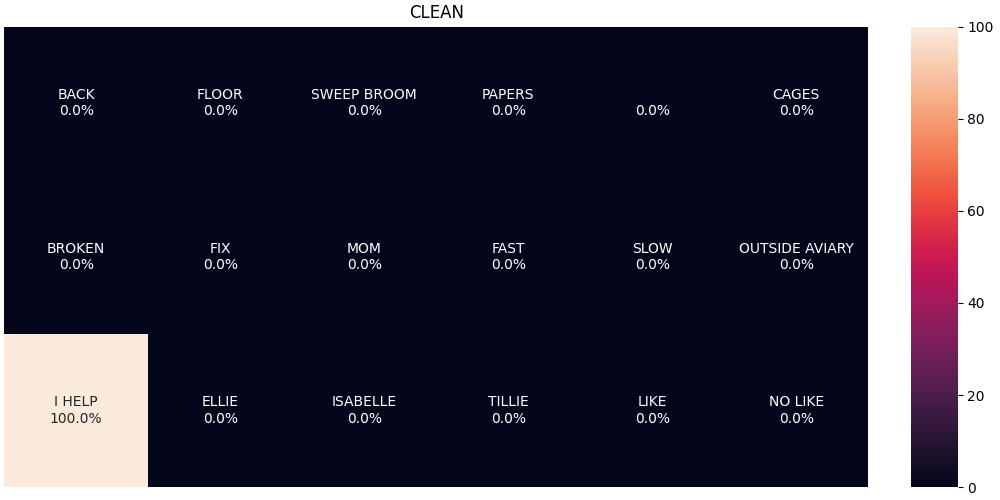 CLEAN
BACK
0.0%
FLOOR
0.0%
SWEEP BROOM
0.0%
PAPERS
0.0%
0.0%
CAGES
0.0%
BROKEN
0.0%
FIX
0.0%
MOM
0.0%
FAST
0.0%
SLOW
0.0%
OUTSIDE AVIARY
0.0%
I HELP
100.0%
ELLIE
0.0%
ISABELLE
0.0%
TILLIE
0.0%
LIKE
0.0%
NO LIKE
0.0%
100
80
60
40
20
0